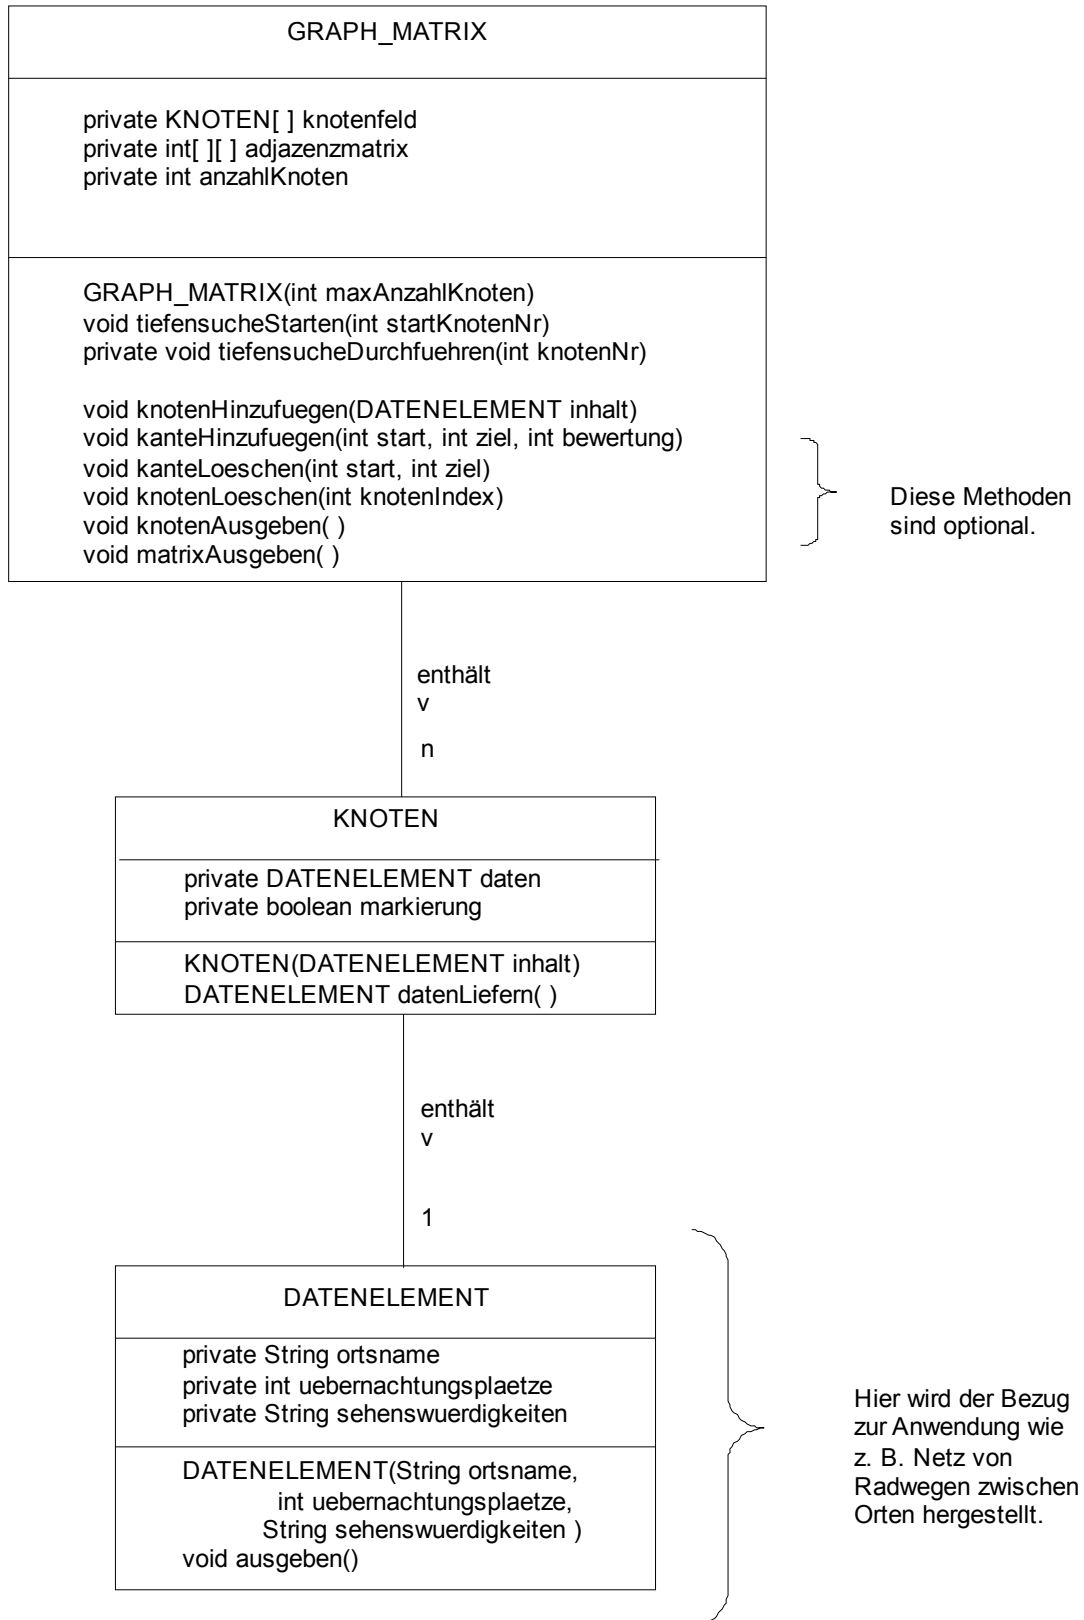 GRAPH_MATRIX
private KNOTEN[ ] knotenfeld
private int[ ][ ] adjazenzmatrix
private int anzahlKnoten
GRAPH_MATRIX(int maxAnzahlKnoten)
void tiefensucheStarten(int startKnotenNr)
private void tiefensucheDurchfuehren(int knotenNr)
void knotenHinzufuegen(DATENELEMENT inhalt)
void kanteHinzufuegen(int start, int ziel, int bewertung)
void kanteLoeschen(int start, int ziel)
void knotenLoeschen(int knotenIndex)
void knotenAusgeben( )
void matrixAusgeben( )
Diese Methoden
sind optional.
enthält
v
n
KNOTEN
private DATENELEMENT daten
private boolean markierung
KNOTEN(DATENELEMENT inhalt)
DATENELEMENT datenLiefern( )
enthält
v
1
DATENELEMENT
private String ortsname
private int uebernachtungsplaetze
private String sehenswuerdigkeiten
DATENELEMENT(String ortsname,
int uebernachtungsplaetze,
String sehenswuerdigkeiten )
void ausgeben()
Hier wird der Bezug
zur Anwendung wie
z. B. Netz von
Radwegen zwischen
Orten hergestellt.